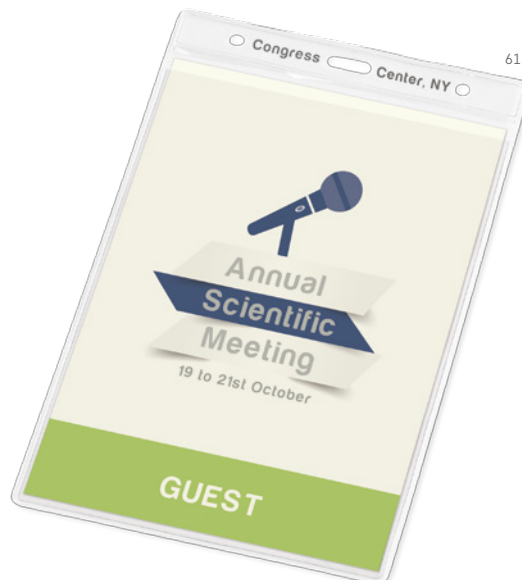 Congress Center, NY
61
Annual
Scientific
Meeting
19 to 21st October
GUEST